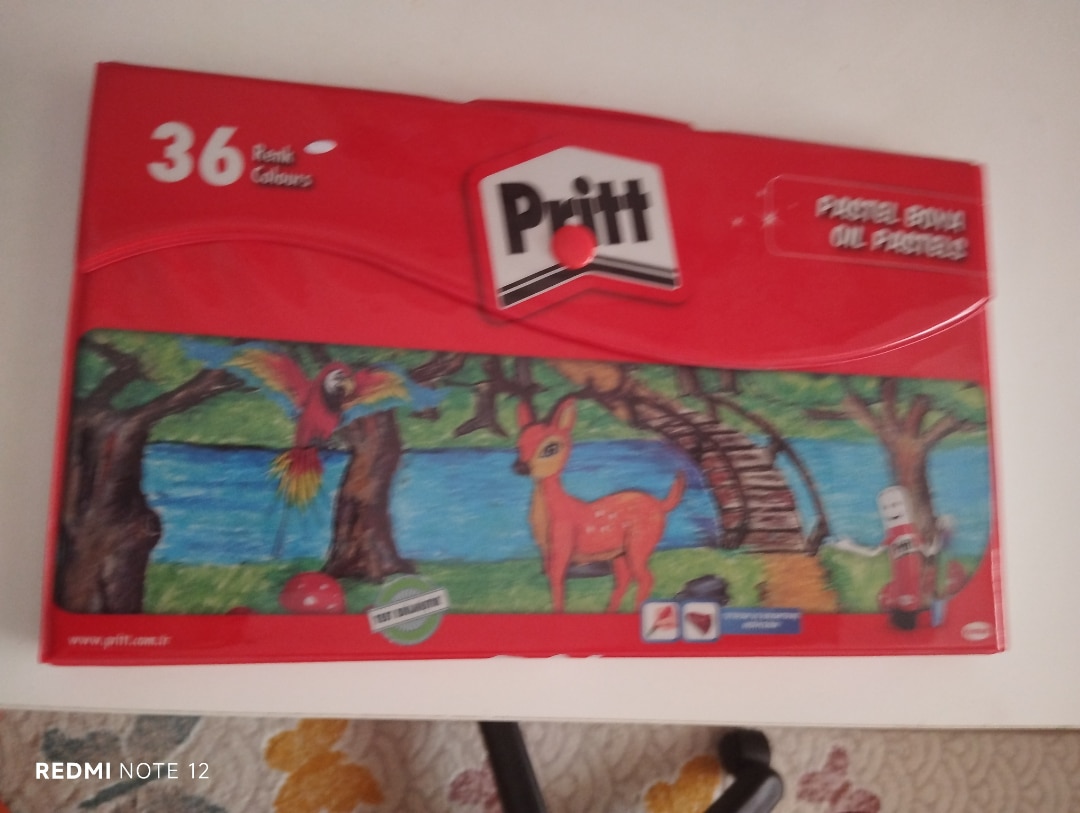 36
Renk
Colours
Pritt
PASTEL BOYA
OIL PASTELS
www.pritt.com.tr
REDMI NOTE 12